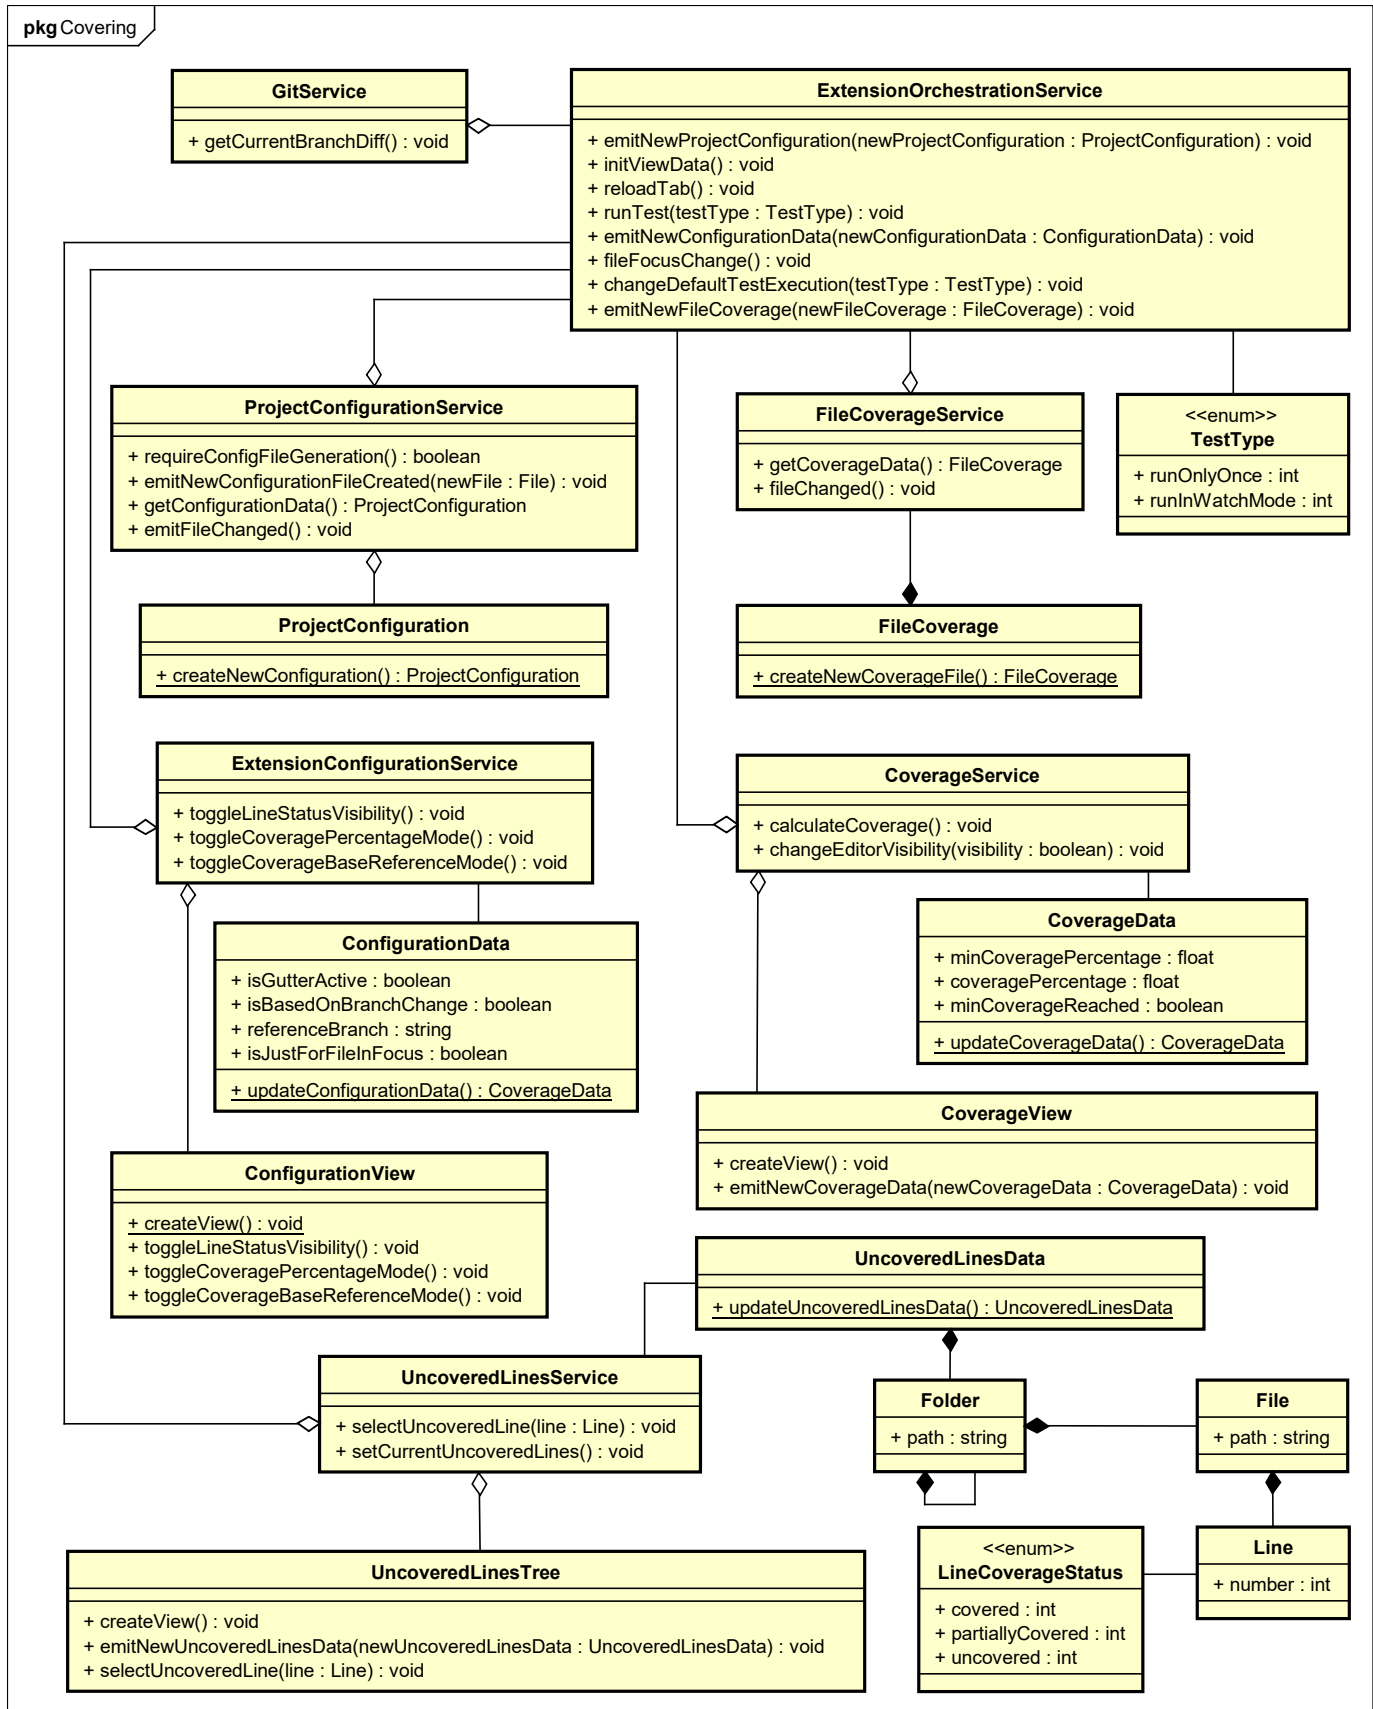 pkg Covering
GitService
+ getCurrentBranchDiff() : void
ExtensionOrchestrationService
+ emitNewProjectConfiguration(newProjectConfiguration : ProjectConfiguration) : void
+ initViewData() : void
+ reloadTab() : void
+ runTest(testType : TestType) : void
+ emitNewConfigurationData(newConfigurationData : ConfigurationData) : void
+ fileFocusChange() : void
+ changeDefaultTestExecution(testType : TestType) : void
+ emitNewFileCoverage(newFileCoverage : FileCoverage) : void
ProjectConfigurationService
+ requireConfigFileGeneration() : boolean
+ emitNewConfigurationFileCreated(newFile : File) : void
+ getConfigurationData() : ProjectConfiguration
+ emitFileChanged() : void
FileCoverageService
+ getCoverageData() : FileCoverage
+ fileChanged() : void
<<enum>>
TestType
+ runOnlyOnce : int
+ runInWatchMode : int
ProjectConfiguration
+ createNewConfiguration() : ProjectConfiguration
FileCoverage
+ createNewCoverageFile() : FileCoverage
ExtensionConfigurationService
+ toggleLineStatusVisibility() : void
+ toggleCoveragePercentageMode() : void
+ toggleCoverageBaseReferenceMode() : void
CoverageService
+ calculateCoverage() : void
+ changeEditorVisibility(visibility : boolean) : void
ConfigurationData
+ isGutterActive : boolean
+ isBasedOnBranchChange : boolean
+ referenceBranch : string
+ isJustForFileInFocus : boolean
+ updateConfigurationData() : CoverageData
CoverageData
+ minCoveragePercentage : float
+ coveragePercentage : float
+ minCoverageReached : boolean
+ updateCoverageData() : CoverageData
CoverageView
+ createView() : void
+ emitNewCoverageData(newCoverageData : CoverageData) : void
ConfigurationView
+ createView() : void
+ toggleLineStatusVisibility() : void
+ toggleCoveragePercentageMode() : void
+ toggleCoverageBaseReferenceMode() : void
UncoveredLinesData
+ updateUncoveredLinesData() : UncoveredLinesData
UncoveredLinesService
+ selectUncoveredLine(line : Line) : void
+ setCurrentUncoveredLines() : void
Folder
+ path : string
File
+ path : string
<<enum>>
LineCoverageStatus
+ covered : int
+ partiallyCovered : int
+ uncovered : int
Line
+ number : int
UncoveredLinesTree
+ createView() : void
+ emitNewUncoveredLinesData(newUncoveredLinesData : UncoveredLinesData) : void
+ selectUncoveredLine(line : Line) : void